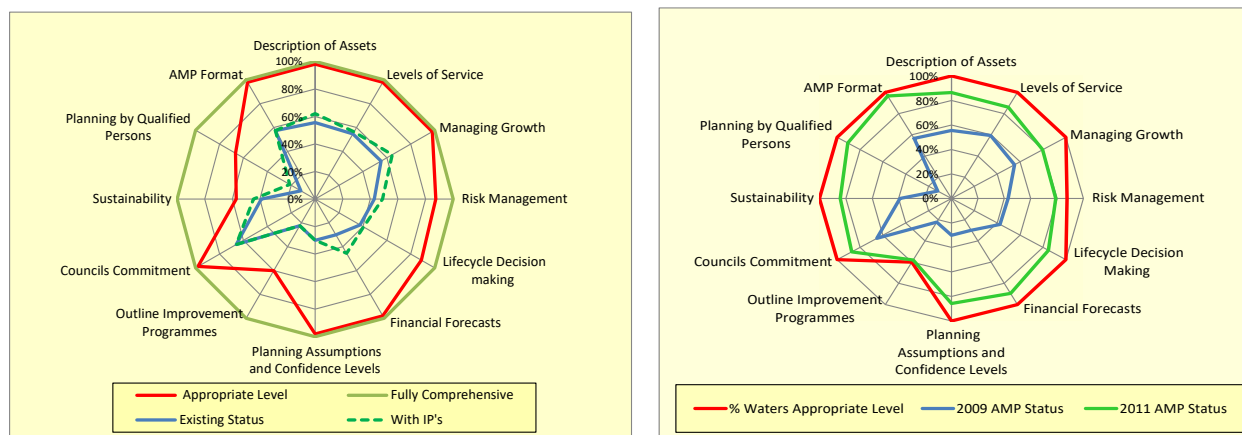 Description of Assets
100%
80%
60%
40%
20%
0%
Levels of Service
Managing Growth
Risk Management
Lifecycle Decision
making
Financial Forecasts
Planning Assumptions
and Confidence Levels
Outline Improvement
Programmes
Councils Commitment
Sustainability
Planning by Qualified
Persons
AMP Format
Appropriate Level
Fully Comprehensive
Existing Status
With IP's
Description of Assets
100%
80%
60%
40%
20%
0%
Levels of Service
Managing Growth
Risk Management
Lifecycle Decision
Making
Financial Forecasts
Planning
Assumptions and
Confidence Levels
Outline Improvement
Programmes
Councils Commitment
Sustainability
Planning by Qualified
Persons
AMP Format
% Waters Appropriate Level
2009 AMP Status
2011 AMP Status